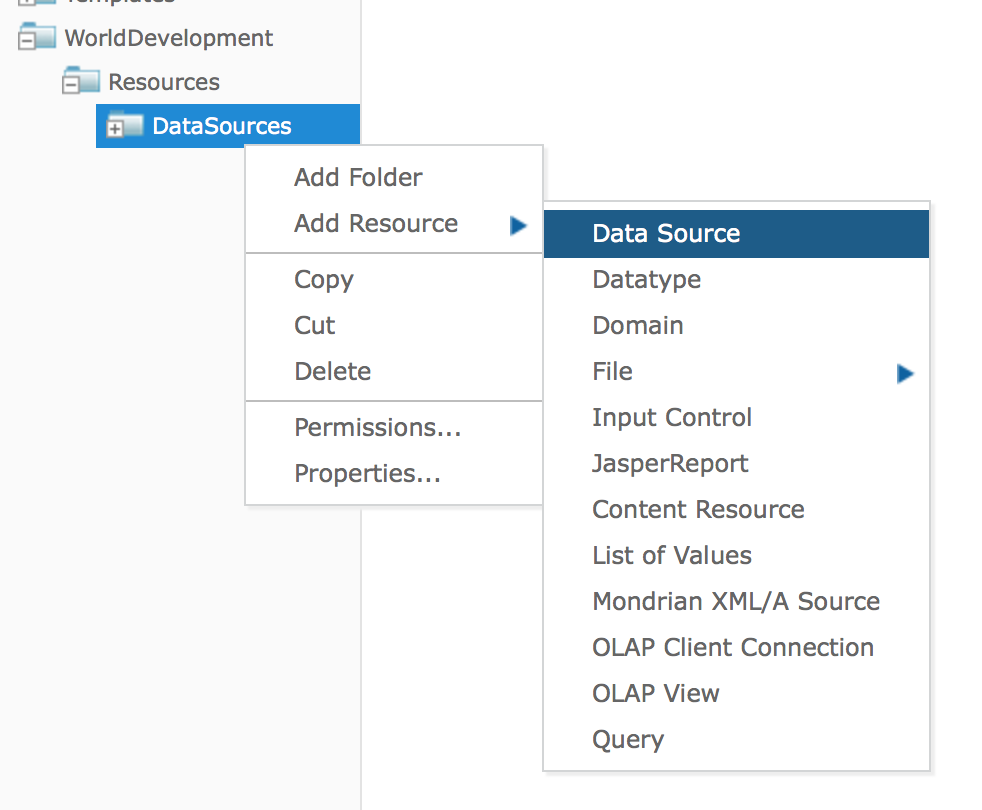 Templates
WorldDevelopment
Resources
DataSources
Add Folder
Add Resource
Copy
Cut
Delete
Permissions...
Properties...
Data Source
Datatype
Domain
File
Input Control
JasperReport
Content Resource
List of Values
Mondrian XML/A Source
OLAP Client Connection
OLAP View
Query